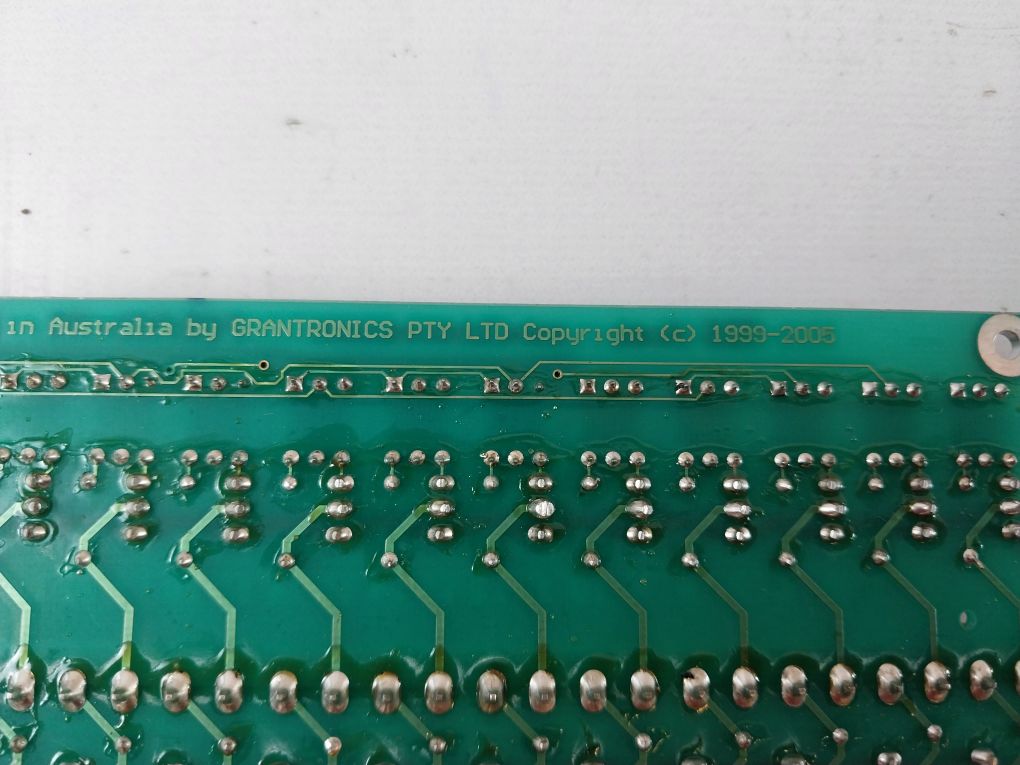 in Australia by GRANTRONICS PTY LTD Copyright (c) 1999-2005